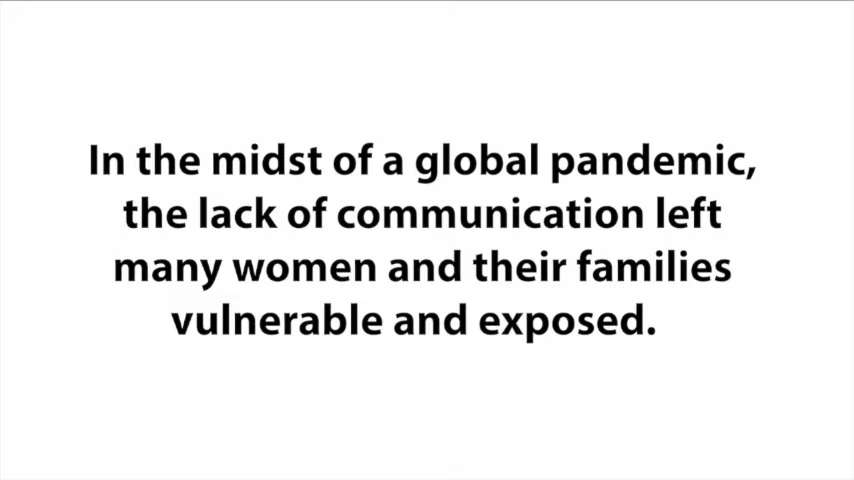 In the midst of a global pandemic,
the lack of communication left
many women and their families
vulnerable and exposed.